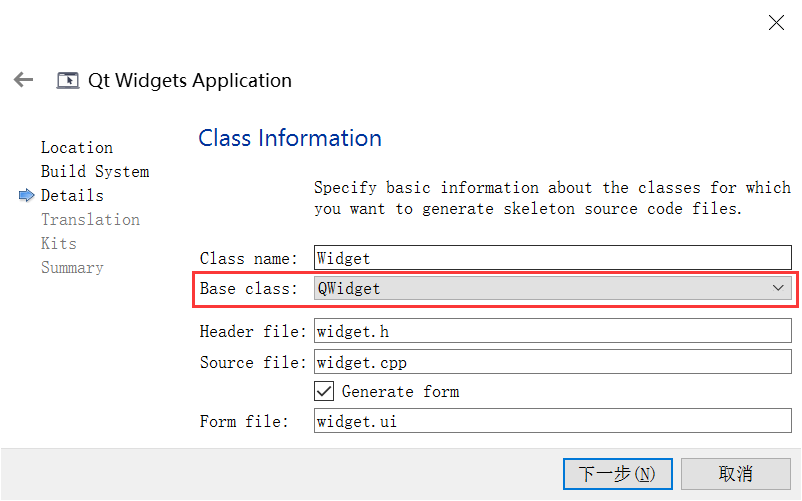 Qt Widgets Application
Location
Build System
Details
Translation
Kits
Summary
Class Information
Specify basic information about the classes for which
you want to generate skeleton source code files.
Class name: Widget
Base class: QWidget
Header file: widget.h
Source file: widget.cpp
Generate form
Form file: widget.ui
下一步(N)
取消